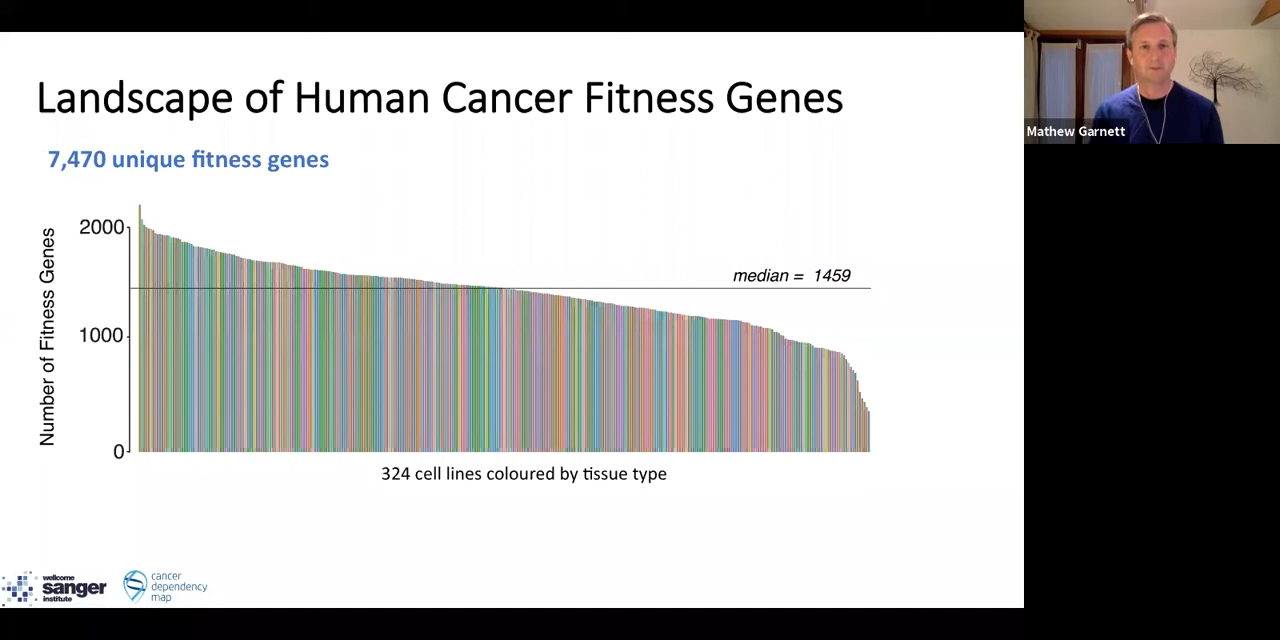 Landscape of Human Cancer Fitness Genes
7,470 unique fitness genes
Number of Fitness Genes
2000
1000
0
median = 1459
324 cell lines coloured by tissue type
wellcome
sanger
institute
cancer
dependency
map
Mathew Garnett